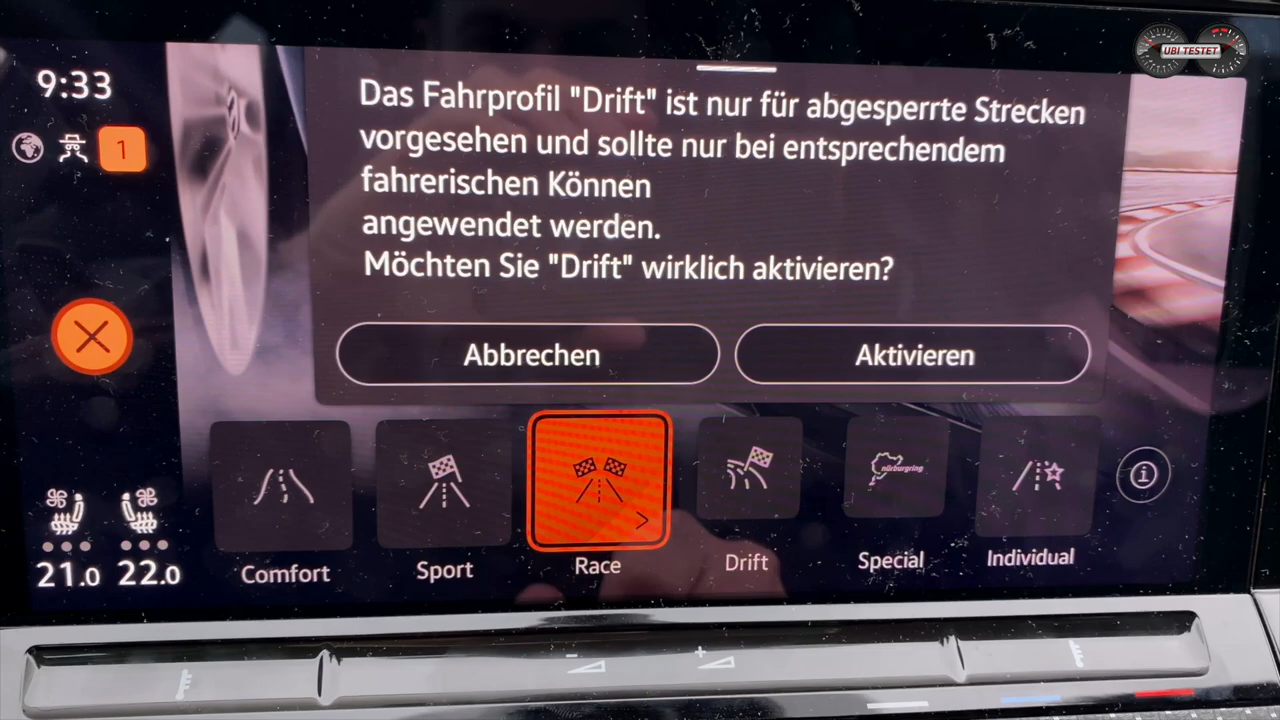 UBI TESTET
9:33
1
Das Fahrprofil "Drift" ist nur für abgesperrte Strecken
vorgesehen und sollte nur bei entsprechendem
fahrerischen Können
angewendet werden.
Möchten Sie "Drift" wirklich aktivieren?
Abbrechen
Aktivieren
nürburgring
Comfort
Sport
Race
Drift
Special
Individual
21.0
22.0